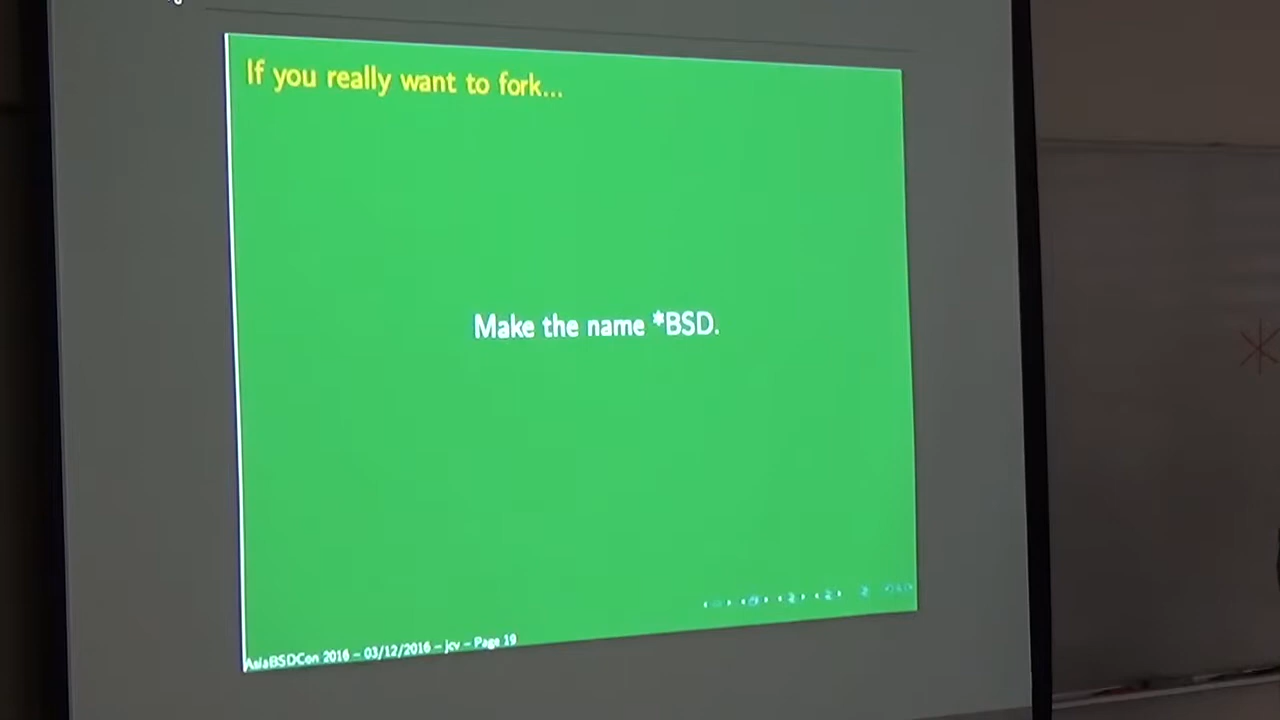 If you really want to fork...
Make the name *BSD.
AsiaBSDCon 2016 – 03/12/2016 – jcv – Page 19